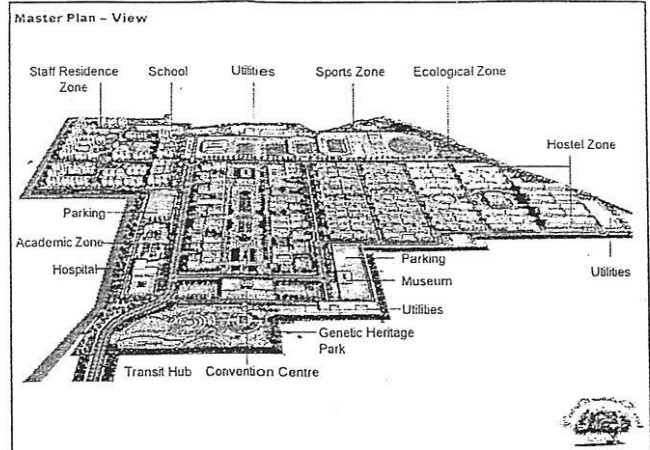 Master Plan – View
Staff Residence
Zone
School
Utilities
Sports Zone
Ecological Zone
Hostel Zone
Parking
Academic Zone
Hospital
Parking
Museum
Utilities
Utilities
Genetic Heritage
Park
Transit Hub
Convention Centre